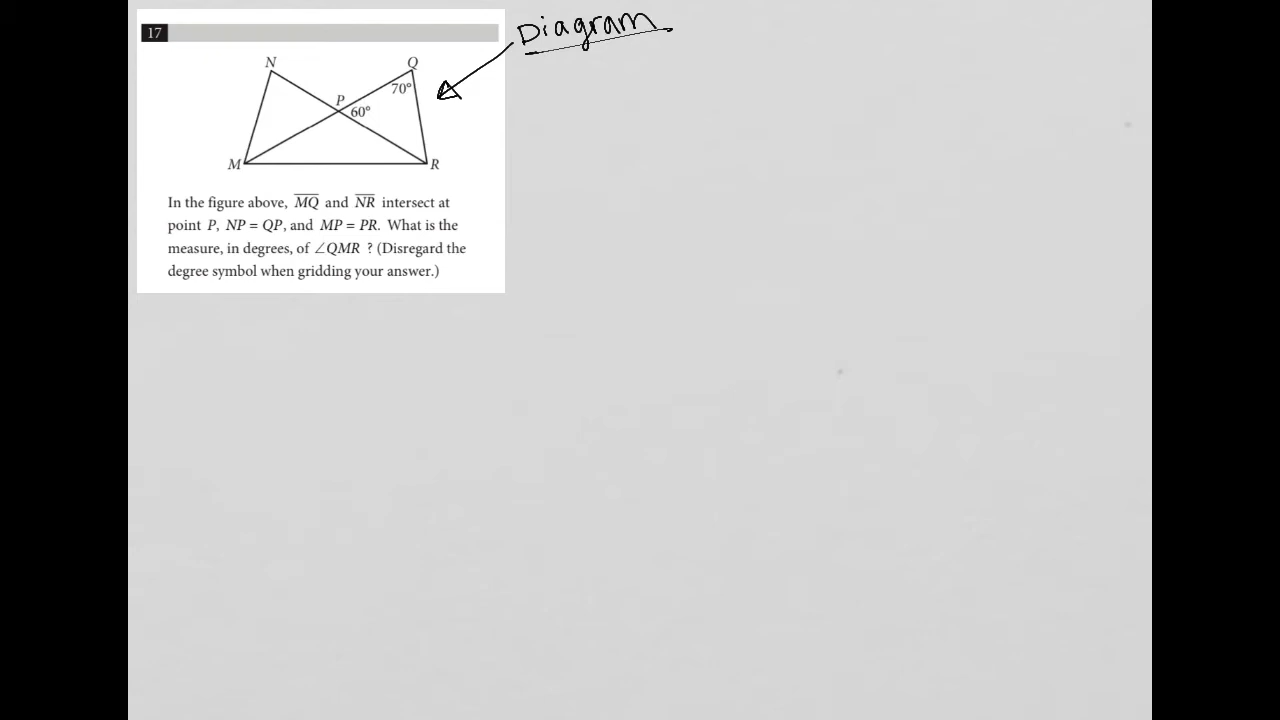 17
Diagram
N
Q
70°
P
60°
M
R
In the figure above, MQ and NR intersect at
point P, NP = QP, and MP = PR. What is the
measure, in degrees, of ∠QMR ? (Disregard the
degree symbol when gridding your answer.)